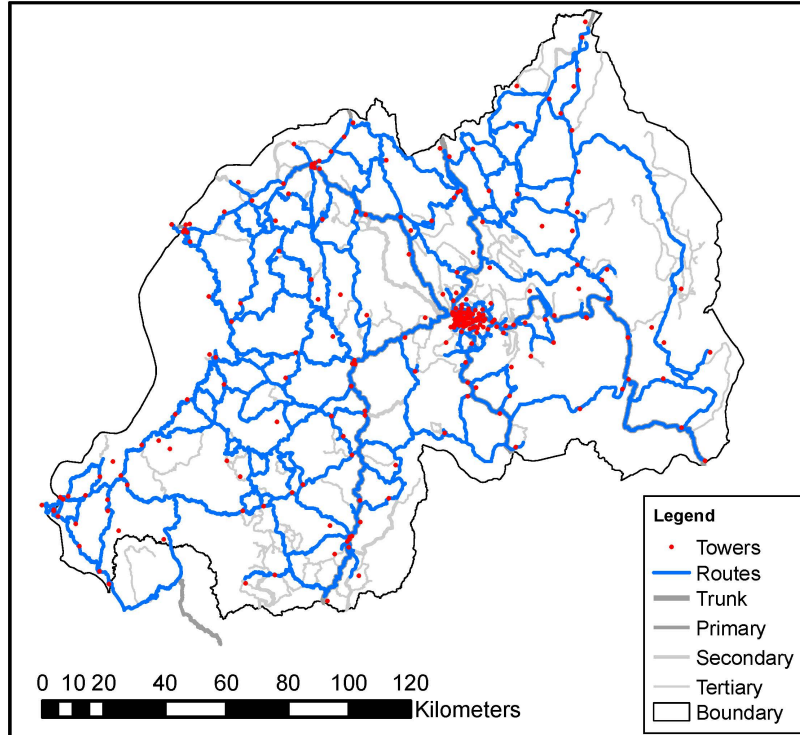 Legend
Towers
Routes
Trunk
Primary
Secondary
Tertiary
Boundary
0 10 20 40 60 80 100 120
Kilometers